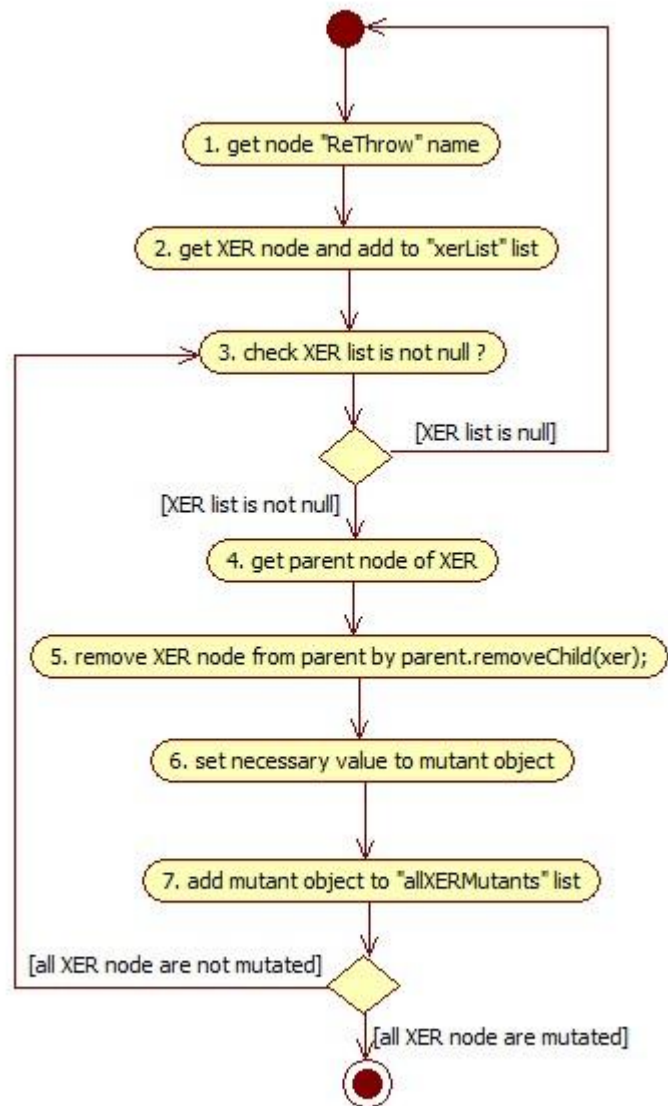 1. get node "ReThrow" name
2. get XER node and add to "xerList" list
3. check XER list is not null ?
[XER list is null]
[XER list is not null]
4. get parent node of XER
5. remove XER node from parent by parent.removeChild(xer);
6. set necessary value to mutant object
7. add mutant object to "allXERMutants" list
[all XER node are not mutated]
[all XER node are mutated]